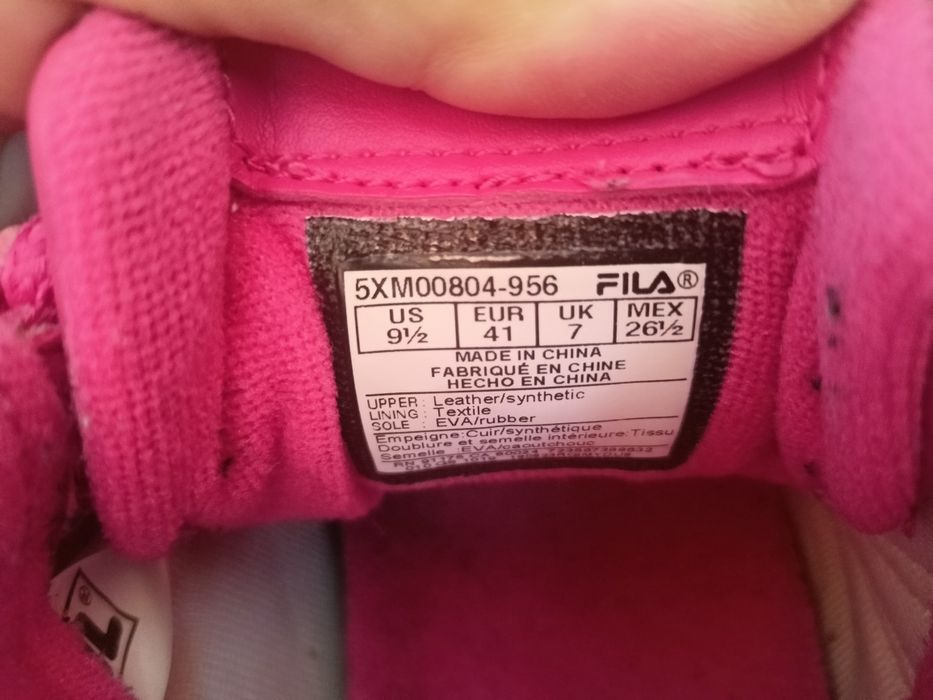 5XM00804-956 FILA®
US EUR UK MEX
9½ 41 7 26½
MADE IN CHINA
FABRIQUÉ EN CHINE
HECHO EN CHINA
UPPER : Leather/synthetic
LINING : Textile
SOLE : EVA/rubber
Empeigne:Cuir/synthétique
Doublure et semelle intérieure:Tissu
Semelle :EVA/caoutchouc
RN 91176